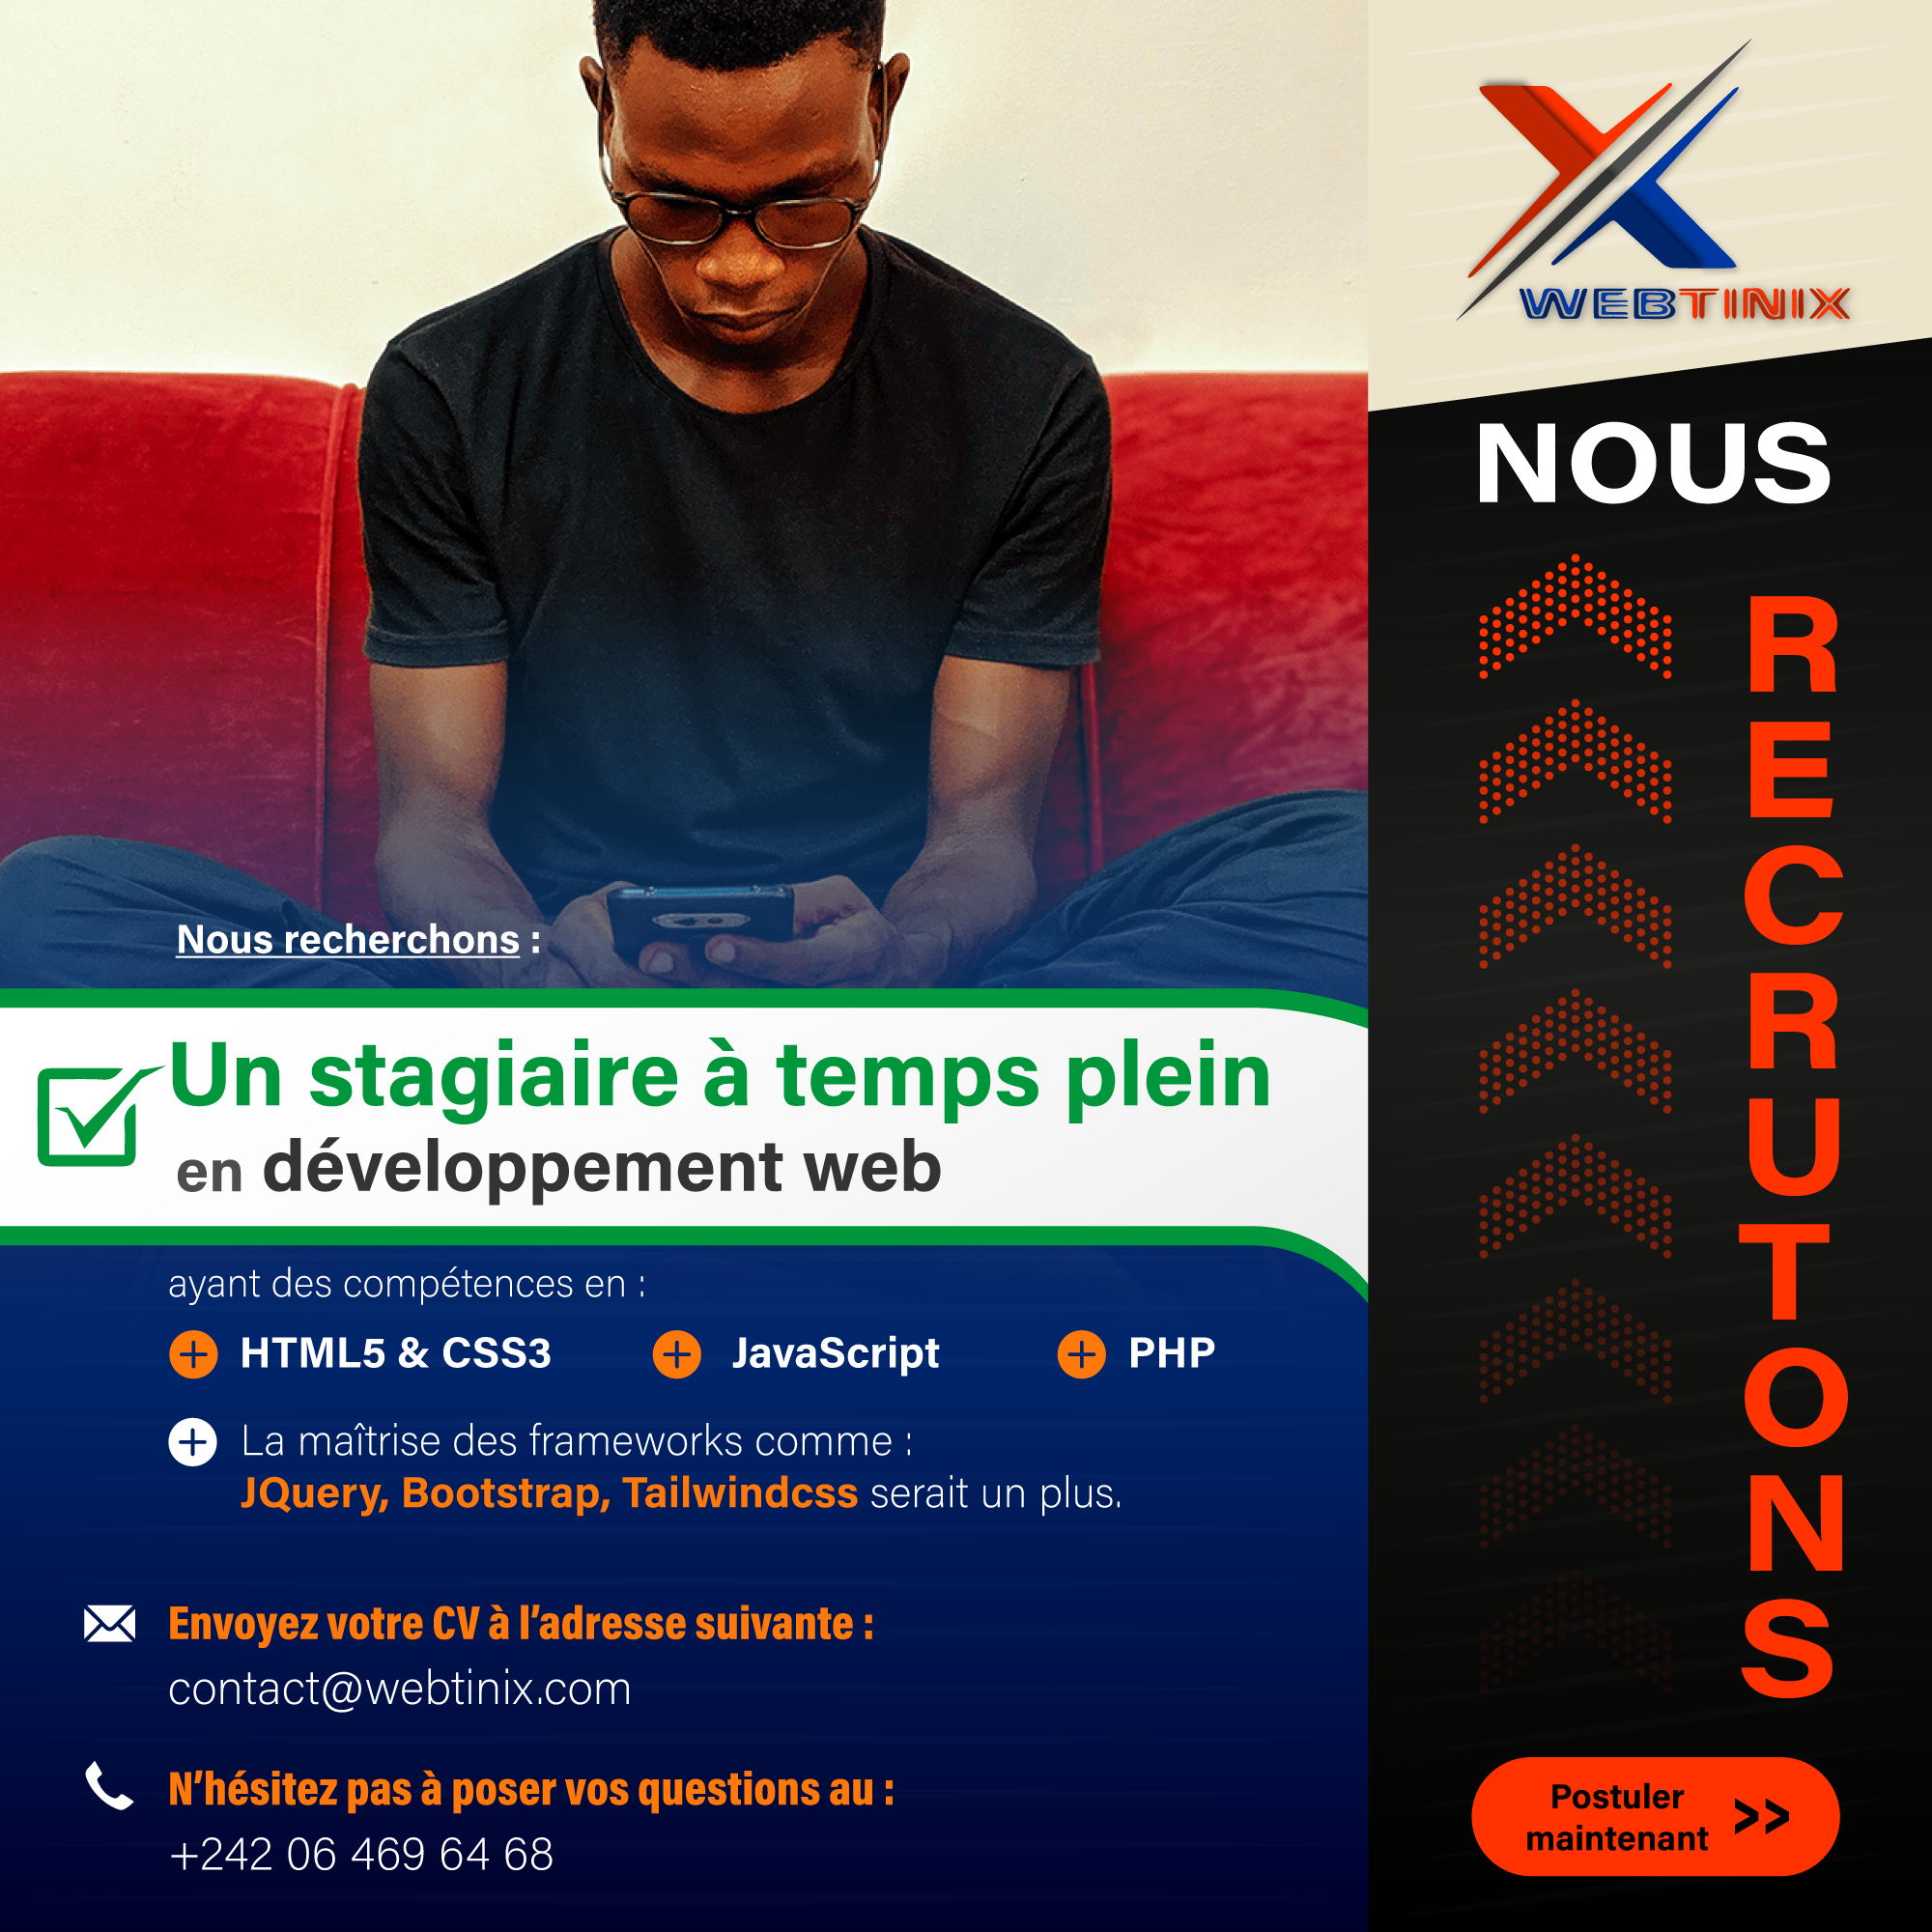 WEBTINIX
NOUS
RECRUTONS
Nous recherchons :
Un stagiaire à temps plein
en développement web
ayant des compétences en :
HTML5 & CSS3
JavaScript
PHP
La maîtrise des frameworks comme :
JQuery, Bootstrap, Tailwindcss serait un plus.
Envoyez votre CV à l’adresse suivante :
contact@webtinix.com
N’hésitez pas à poser vos questions au :
+242 06 469 64 68
Postuler
maintenant >>